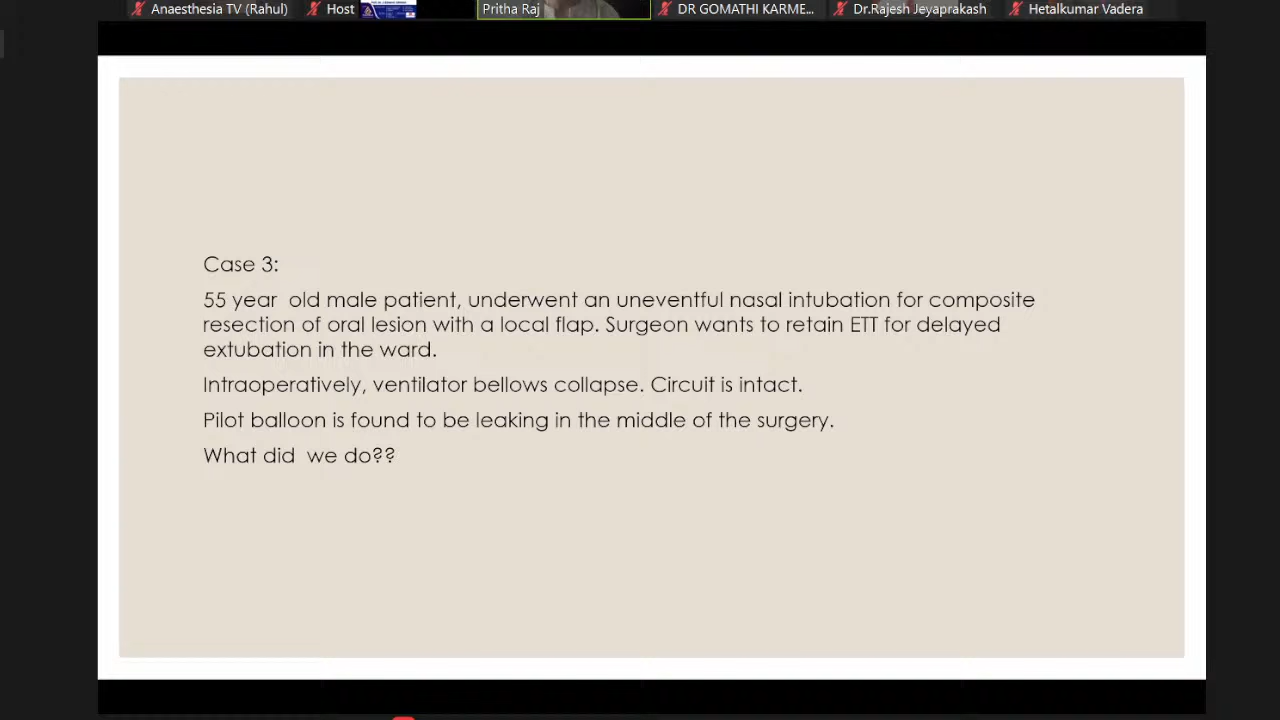 Anaesthesia TV (Rahul) Host Pritha Raj DR GOMATHI KARME... Dr.Rajesh Jeyaprakash Hetalkumar Vadera
Case 3:
55 year  old male patient, underwent an uneventful nasal intubation for composite
resection of oral lesion with a local flap. Surgeon wants to retain ETT for delayed
extubation in the ward.
Intraoperatively, ventilator bellows collapse. Circuit is intact.
Pilot balloon is found to be leaking in the middle of the surgery.
What did  we do??